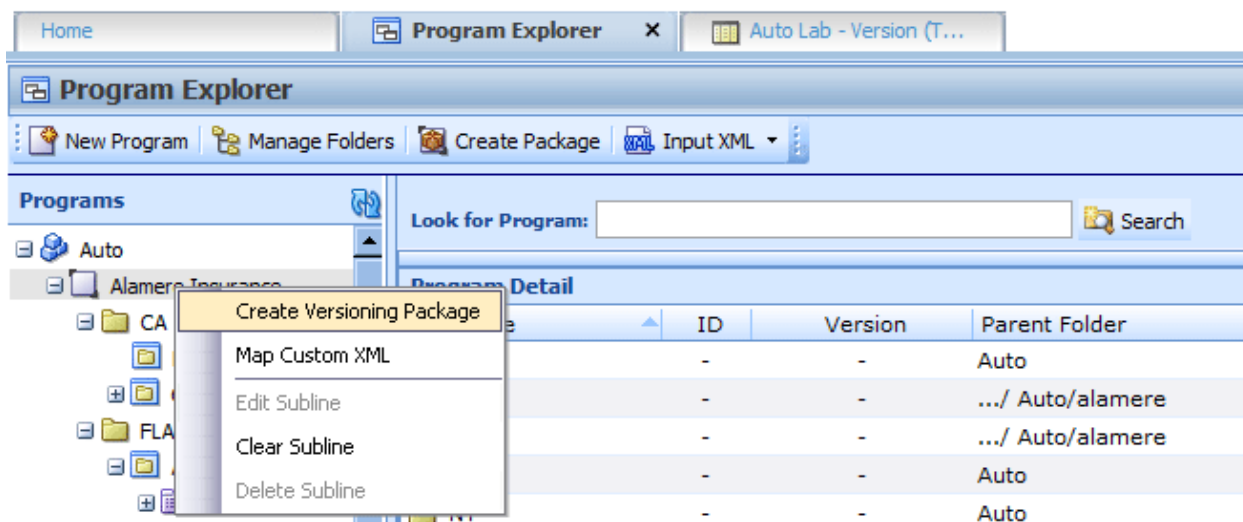 Home Program Explorer × Auto Lab - Version (T...
Program Explorer
New Program Manage Folders Create Package XML Input XML
Programs
Look for Program: Search
Auto
Alamere Insurance Program Detail
ID Version Parent Folder
CA
Create Versioning Package
Map Custom XML
Edit Subline
Clear Subline
Delete Subline
- - Auto
- - .../ Auto/alamere
FLA - - .../ Auto/alamere
- - Auto
- - Auto